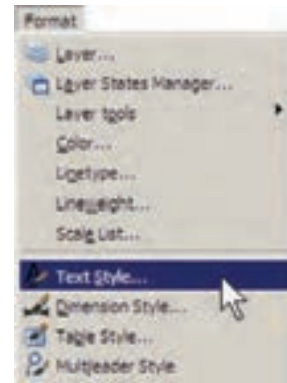 Format
Layer...
Layer States Manager...
Layer tools
Color...
Linetype...
Lineweight...
Scale List...
Text Style...
Dimension Style...
Table Style...
Multileader Style